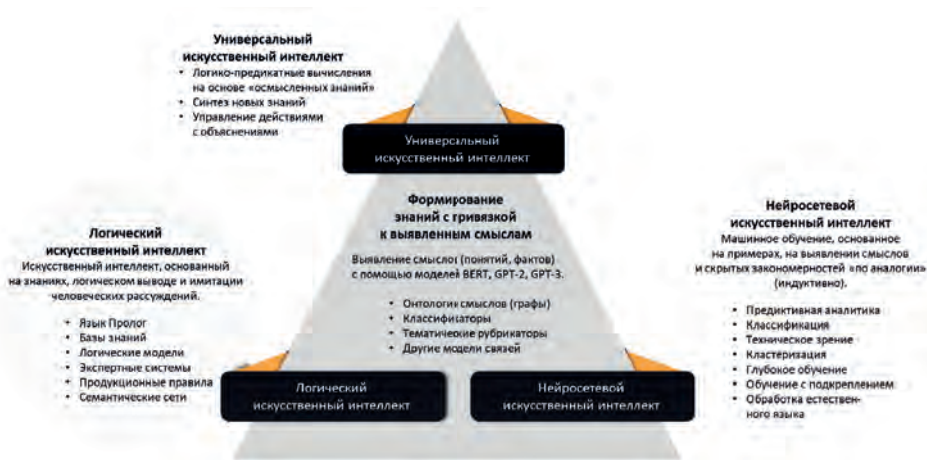 Универсальный
искусственный интеллект
• Логико-предикатные вычисления
на основе «осмысленных знаний»
• Синтез новых знаний
• Управление действиями
с объяснениями
Универсальный
искусственный интеллект
Формирование
знаний с привязкой
к выявленным смыслам
Выявление смыслов (понятий, фактов)
с помощью моделей BERT, GPT-2, GPT-3.
• Онтологии смыслов (графы)
• Классификаторы
• Тематические рубрикаторы
• Другие модели связей
Логический
искусственный интеллект
Искусственный интеллект, основанный
на знаниях, логическом выводе и имитации
человеческих рассуждений.
• Язык Пролог
• Базы знаний
• Логические модели
• Экспертные системы
• Продукционные правила
• Семантические сети
Нейросетевой
искусственный интеллект
Машинное обучение, основанное
на примерах, на выявлении смыслов
и скрытых закономерностей «по аналогии»
(индуктивно).
• Предиктивная аналитика
• Классификация
• Техническое зрение
• Кластеризация
• Глубокое обучение
• Обучение с подкреплением
• Обработка естествен-
ного языка
Логический
искусственный интеллект
Нейросетевой
искусственный интеллект